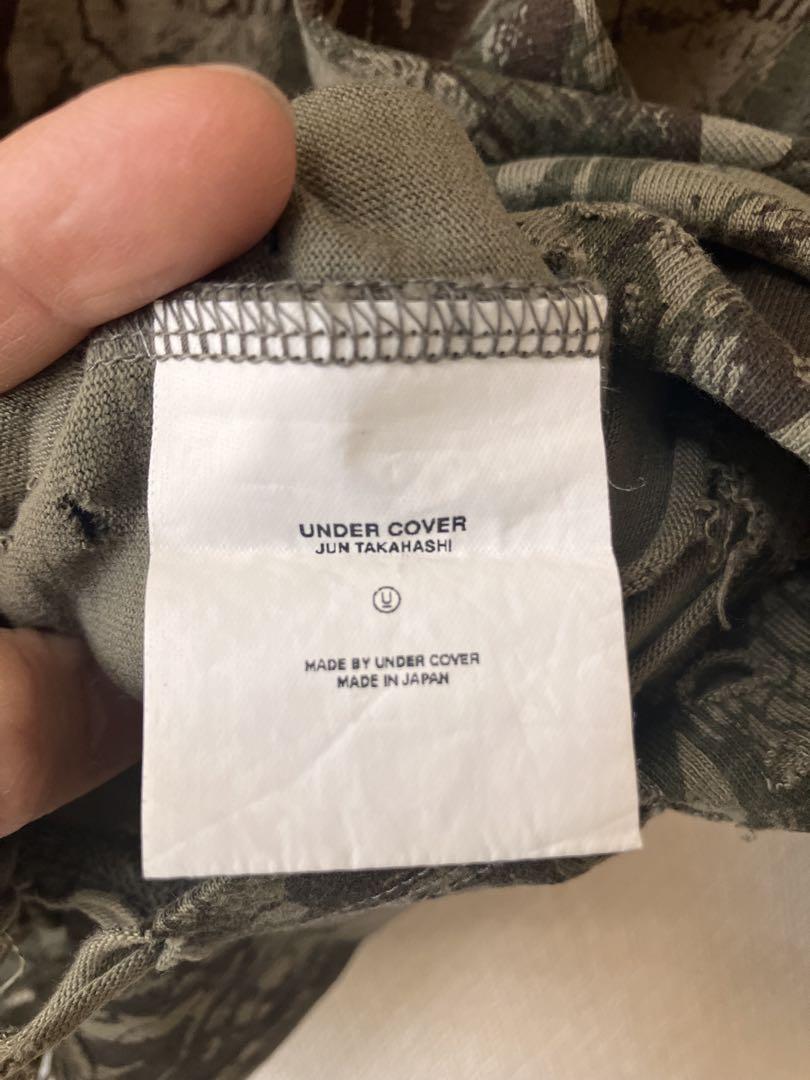 UNDER COVER
JUN TAKAHASHI
U
MADE BY UNDER COVER
MADE IN JAPAN